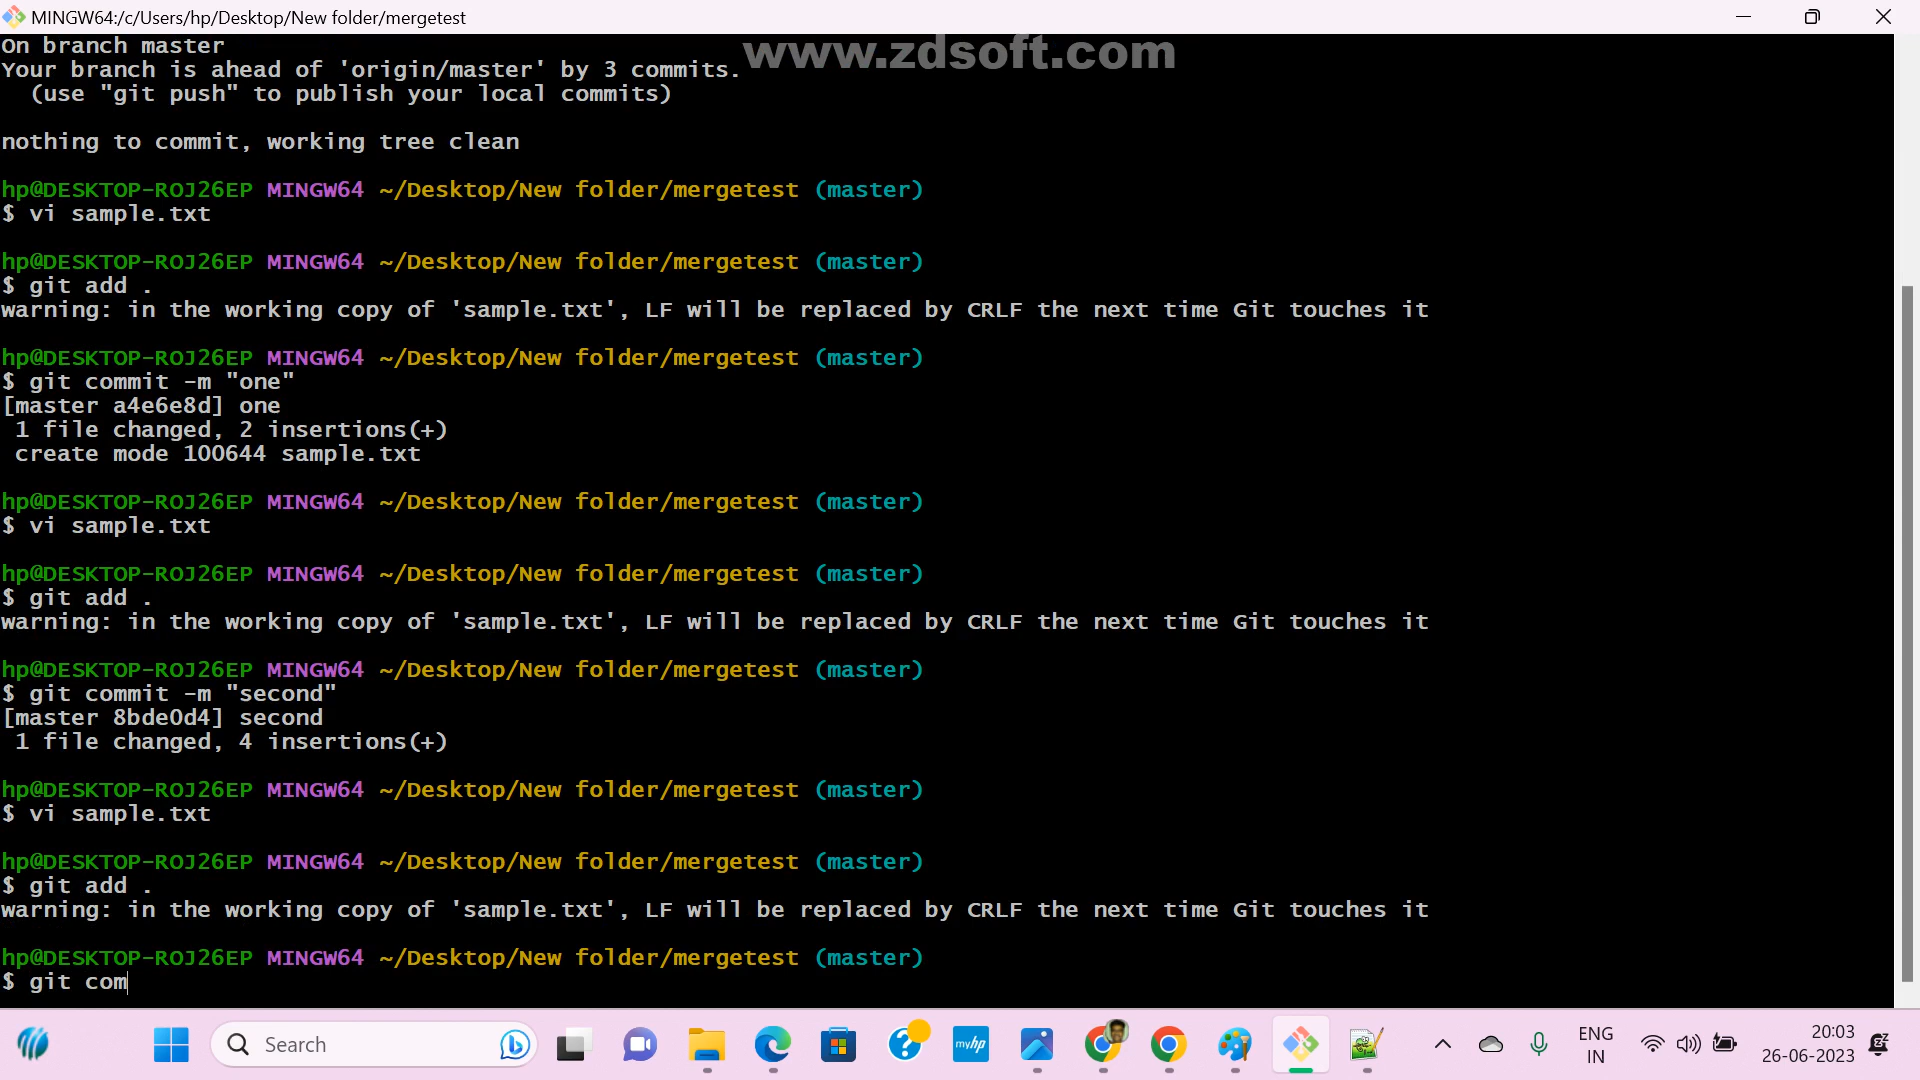 MINGW64:/c/Users/hp/Desktop/New folder/mergetest
www.zdsoft.com
On branch master
Your branch is ahead of 'origin/master' by 3 commits.
  (use "git push" to publish your local commits)
nothing to commit, working tree clean
hp@DESKTOP-ROJ26EP MINGW64 ~/Desktop/New folder/mergetest (master)
$ vi sample.txt
hp@DESKTOP-ROJ26EP MINGW64 ~/Desktop/New folder/mergetest (master)
$ git add .
warning: in the working copy of 'sample.txt', LF will be replaced by CRLF the next time Git touches it
hp@DESKTOP-ROJ26EP MINGW64 ~/Desktop/New folder/mergetest (master)
$ git commit -m "one"
[master a4e6e8d] one
 1 file changed, 2 insertions(+)
 create mode 100644 sample.txt
hp@DESKTOP-ROJ26EP MINGW64 ~/Desktop/New folder/mergetest (master)
$ vi sample.txt
hp@DESKTOP-ROJ26EP MINGW64 ~/Desktop/New folder/mergetest (master)
$ git add .
warning: in the working copy of 'sample.txt', LF will be replaced by CRLF the next time Git touches it
hp@DESKTOP-ROJ26EP MINGW64 ~/Desktop/New folder/mergetest (master)
$ git commit -m "second"
[master 8bde0d4] second
 1 file changed, 4 insertions(+)
hp@DESKTOP-ROJ26EP MINGW64 ~/Desktop/New folder/mergetest (master)
$ vi sample.txt
hp@DESKTOP-ROJ26EP MINGW64 ~/Desktop/New folder/mergetest (master)
$ git add .
warning: in the working copy of 'sample.txt', LF will be replaced by CRLF the next time Git touches it
hp@DESKTOP-ROJ26EP MINGW64 ~/Desktop/New folder/mergetest (master)
$ git com
Search
myhp
ENG
IN
20:03
26-06-2023